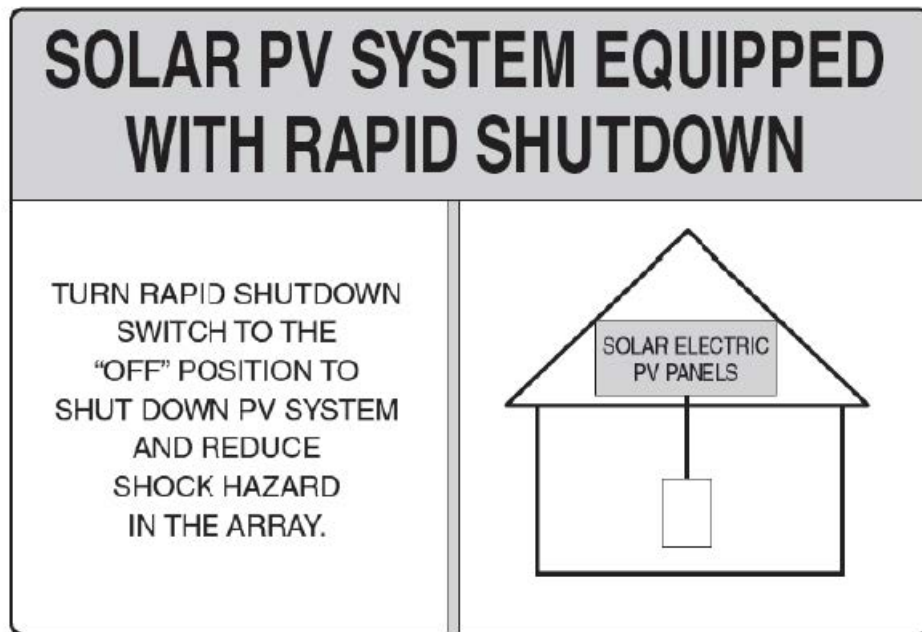 SOLAR PV SYSTEM EQUIPPED
WITH RAPID SHUTDOWN
TURN RAPID SHUTDOWN
SWITCH TO THE
“OFF” POSITION TO
SHUT DOWN PV SYSTEM
AND REDUCE
SHOCK HAZARD
IN THE ARRAY.
SOLAR ELECTRIC
PV PANELS